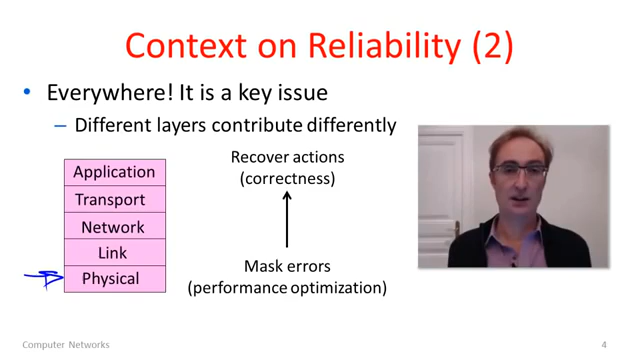 Context on Reliability (2)
• Everywhere! It is a key issue
– Different layers contribute differently
Application
Transport
Network
Link
Physical
Recover actions
(correctness)
Mask errors
(performance optimization)
Computer Networks
4